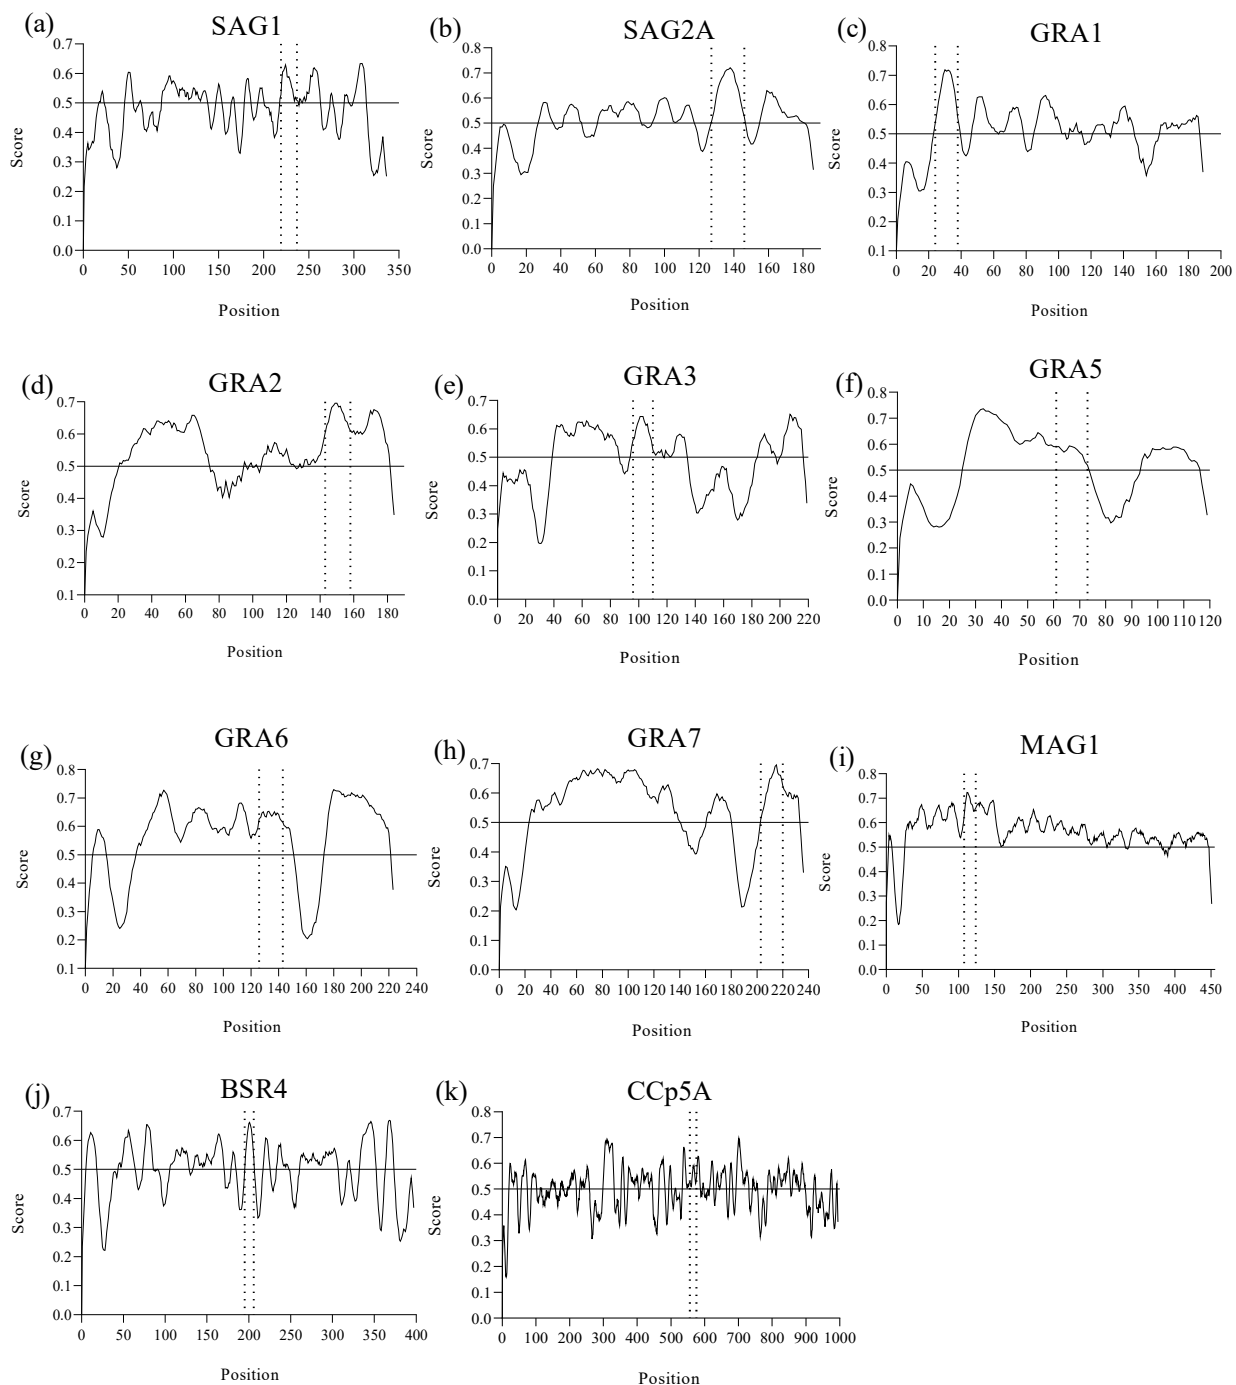 (a) SAG1
0.7
0.6
0.5
0.4
0.3
0.2
0.1
0.0
Score
0 50 100 150 200 250 300 350
Position
(b) SAG2A
0.8
0.7
0.6
0.5
0.4
0.3
0.2
0.1
0.0
Score
0 20 40 60 80 100 120 140 160 180
Position
(c) GRA1
0.8
0.7
0.6
0.5
0.4
0.3
0.2
0.1
Score
0 20 40 60 80 100 120 140 160 180 200
Position
(d) GRA2
0.7
0.6
0.5
0.4
0.3
0.2
0.1
Score
0 20 40 60 80 100 120 140 160 180
Position
(e) GRA3
0.7
0.6
0.5
0.4
0.3
0.2
0.1
0.0
Score
0 20 40 60 80 100 120 140 160 180 200 220
Position
(f) GRA5
0.8
0.7
0.6
0.5
0.4
0.3
0.2
0.1
0.0
Score
0 10 20 30 40 50 60 70 80 90 100 110 120
Position
(g) GRA6
0.8
0.7
0.6
0.5
0.4
0.3
0.2
0.1
Score
0 20 40 60 80 100 120 140 160 180 200 220 240
Position
(h) GRA7
0.7
0.6
0.5
0.4
0.3
0.2
0.1
0.0
Score
0 20 40 60 80 100 120 140 160 180 200 220 240
Position
(i) MAG1
0.8
0.7
0.6
0.5
0.4
0.3
0.2
0.1
0.0
Score
0 50 100 150 200 250 300 350 400 450
Position
(j) BSR4
0.7
0.6
0.5
0.4
0.3
0.2
0.1
0.0
Score
0 50 100 150 200 250 300 350 400
Position
(k) CCp5A
0.8
0.7
0.6
0.5
0.4
0.3
0.2
0.1
0.0
Score
0 100 200 300 400 500 600 700 800 900 1000
Position